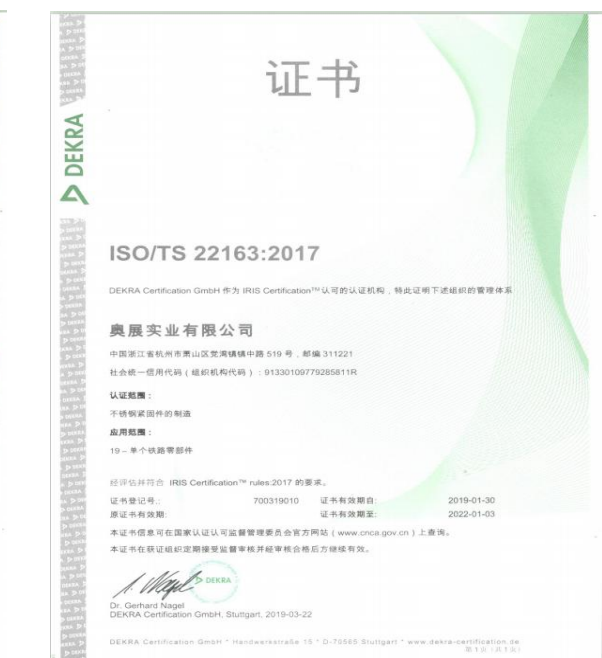 证书
DEKRA
ISO/TS 22163:2017
DEKRA Certification GmbH 作为 IRIS Certification™ 认可的认证机构，特此证明下述组织的管理体系
奥展实业有限公司
中国浙江省杭州市萧山区党湾镇镇中路 519 号，邮编 311221
社会统一信用代码（组织机构代码）：91330109779285811R
认证范围：
不锈钢紧固件的制造
应用范围：
19 – 单个铁路零部件
经评估并符合 IRIS Certification™ rules:2017 的要求。
证书登记号.: 700319010 证书有效期自: 2019-01-30
原证书有效期: 证书有效期至: 2022-01-03
本证书信息可在国家认证认可监督管理委员会官方网站（www.cnca.gov.cn）上查询。
本证书在获证组织定期接受监督审核并经审核合格后方继续有效。
DEKRA
Dr. Gerhard Nagel
DEKRA Certification GmbH, Stuttgart, 2019-03-22
DEKRA Certification GmbH * Handwerkstraße 15 * D-70565 Stuttgart * www.dekra-certification.de
第1页（共1页）